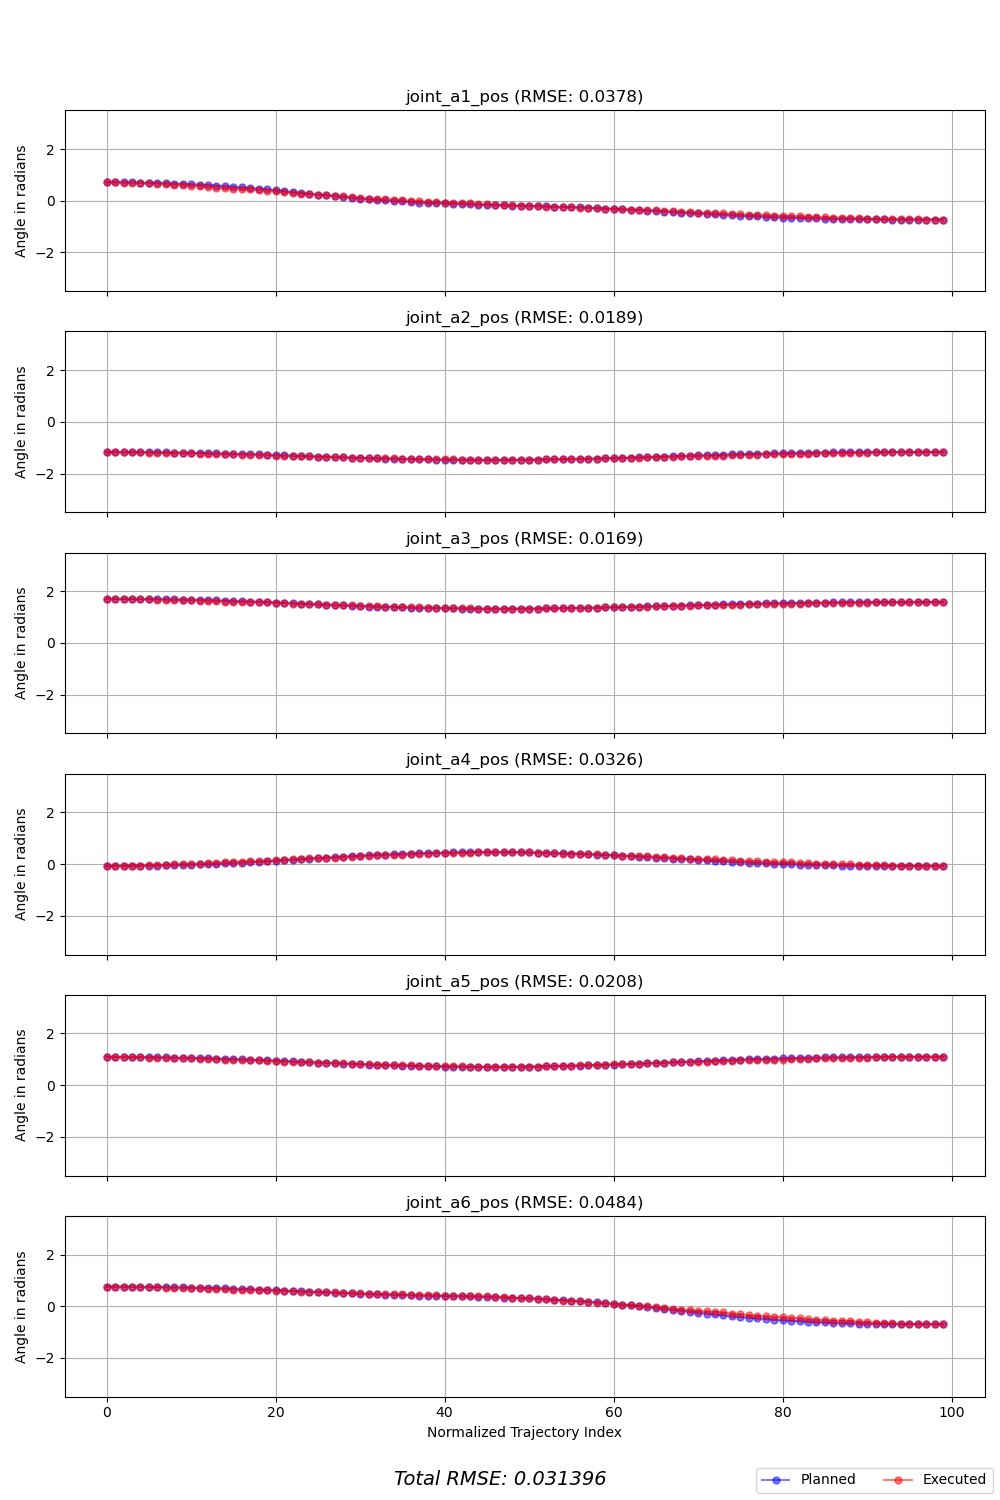 joint_a1_pos (RMSE: 0.0378)
Angle in radians
2
0
−2
joint_a2_pos (RMSE: 0.0189)
Angle in radians
2
0
−2
joint_a3_pos (RMSE: 0.0169)
Angle in radians
2
0
−2
joint_a4_pos (RMSE: 0.0326)
Angle in radians
2
0
−2
joint_a5_pos (RMSE: 0.0208)
Angle in radians
2
0
−2
joint_a6_pos (RMSE: 0.0484)
Angle in radians
2
0
−2
0 20 40 60 80 100
Normalized Trajectory Index
Total RMSE: 0.031396
Planned Executed